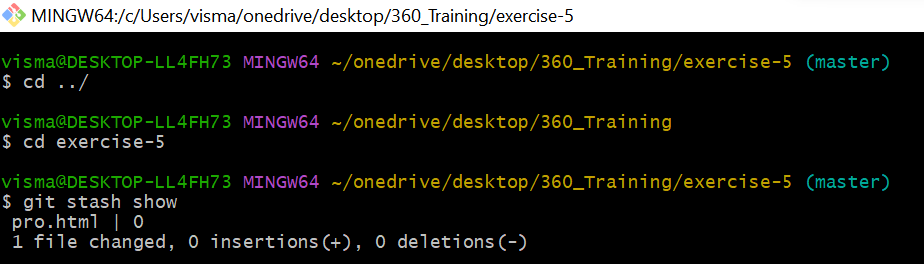 MINGW64:/c/Users/visma/onedrive/desktop/360_Training/exercise-5
visma@DESKTOP-LL4FH73 MINGW64 ~/onedrive/desktop/360_Training/exercise-5 (master)
$ cd ../
visma@DESKTOP-LL4FH73 MINGW64 ~/onedrive/desktop/360_Training
$ cd exercise-5
visma@DESKTOP-LL4FH73 MINGW64 ~/onedrive/desktop/360_Training/exercise-5 (master)
$ git stash show
pro.html | 0
1 file changed, 0 insertions(+), 0 deletions(-)